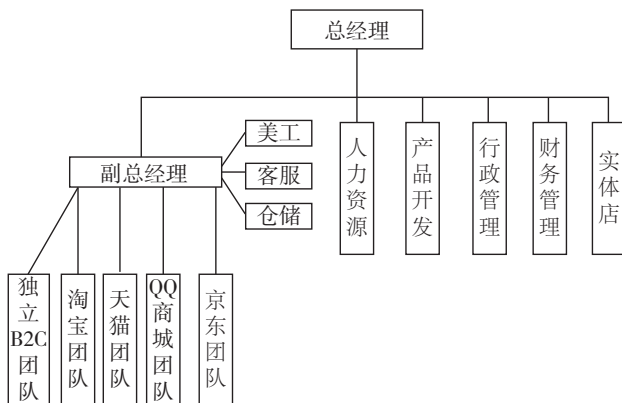 总经理
美工
副总经理
客服
仓储
人力资源
产品开发
行政管理
财务管理
实体店
独立B2C团队
淘宝团队
天猫团队
QQ商城团队
京东团队